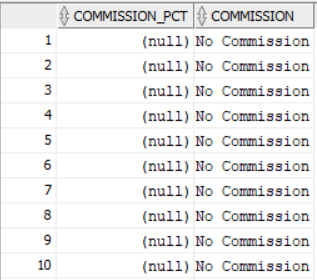 COMMISSION_PCT COMMISSION
1 (null) No Commission
2 (null) No Commission
3 (null) No Commission
4 (null) No Commission
5 (null) No Commission
6 (null) No Commission
7 (null) No Commission
8 (null) No Commission
9 (null) No Commission
10 (null) No Commission